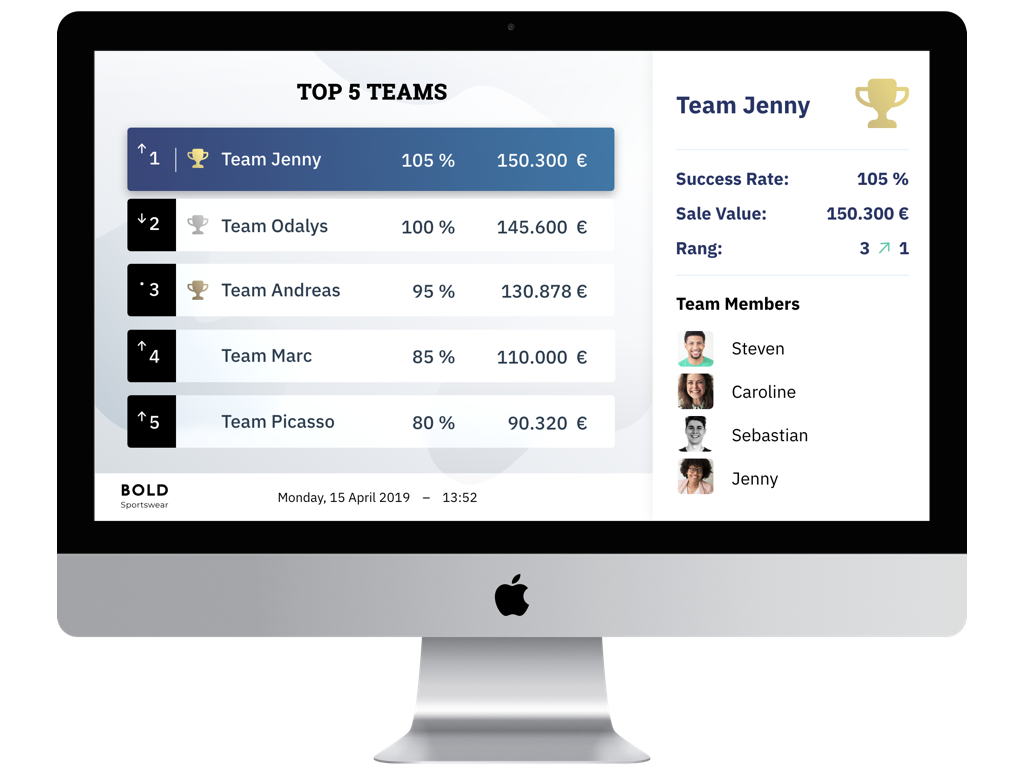 TOP 5 TEAMS
↑ 1 Team Jenny 105 % 150.300 €
↓ 2 Team Odalys 100 % 145.600 €
· 3 Team Andreas 95 % 130.878 €
↑ 4 Team Marc 85 % 110.000 €
↑ 5 Team Picasso 80 % 90.320 €
BOLD
Sportswear
Monday, 15 April 2019 – 13:52
Team Jenny
Success Rate: 105 %
Sale Value: 150.300 €
Rang: 3 ↗ 1
Team Members
Steven
Caroline
Sebastian
Jenny